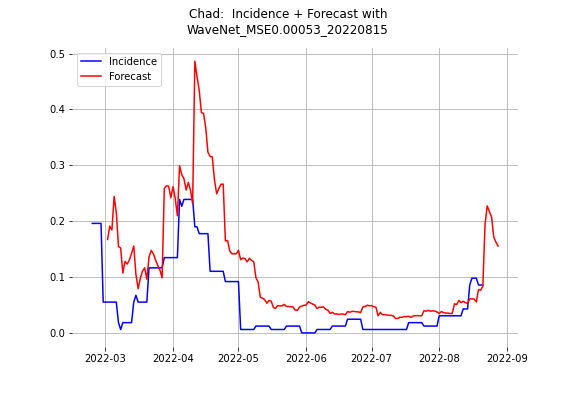 Chad:  Incidence + Forecast with
WaveNet_MSE0.00053_20220815
Incidence
Forecast
0.5
0.4
0.3
0.2
0.1
0.0
2022-03 2022-04 2022-05 2022-06 2022-07 2022-08 2022-09